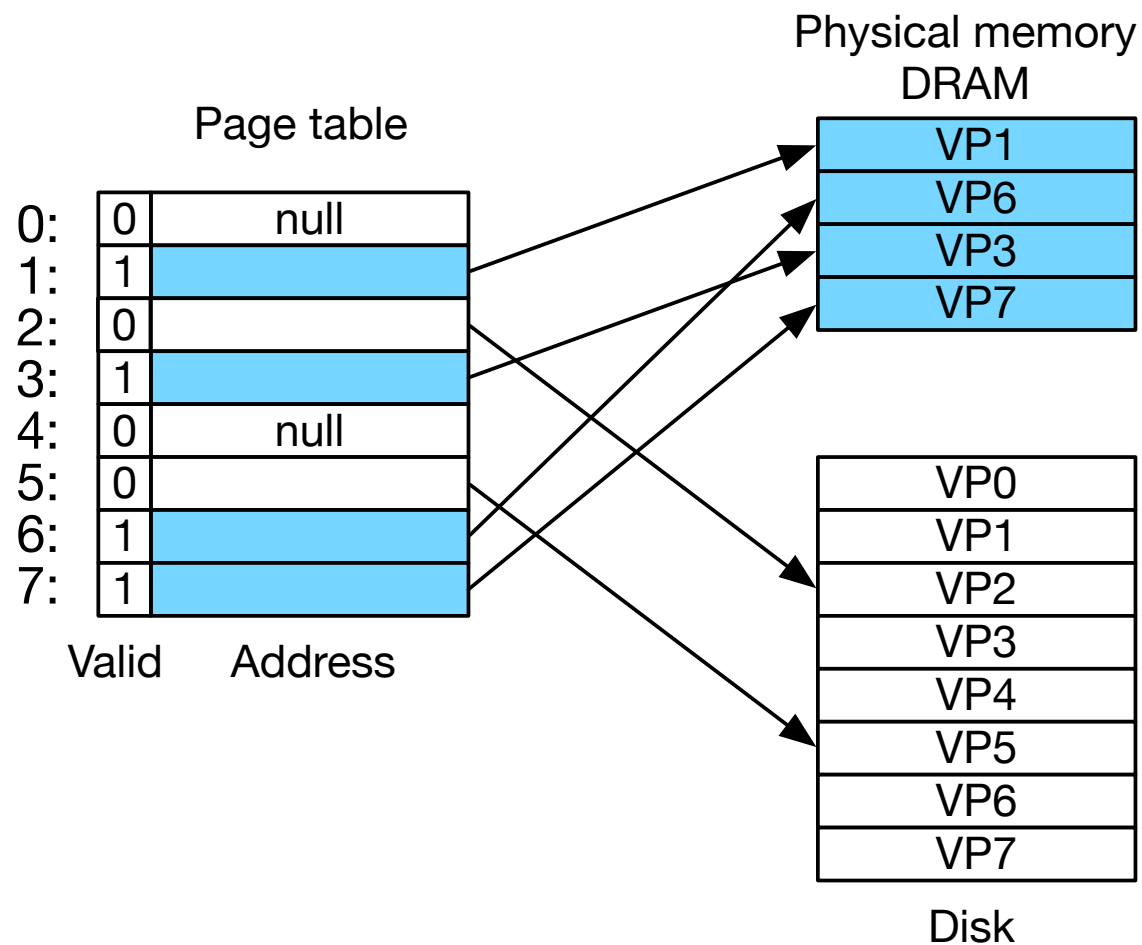 Physical memory
DRAM
Page table
VP1
VP6
VP3
VP7
0: 0 null
1: 1
2: 0
3: 1
4: 0 null
5: 0
6: 1
7: 1
Valid Address
VP0
VP1
VP2
VP3
VP4
VP5
VP6
VP7
Disk